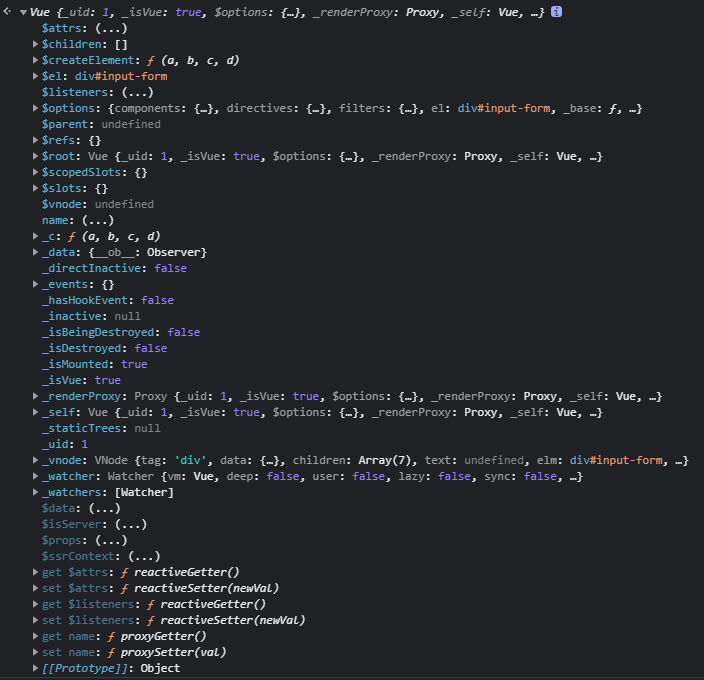 Vue {_uid: 1, _isVue: true, $options: {…}, _renderProxy: Proxy, _self: Vue, …} i
$attrs: (...)
$children: []
$createElement: ƒ (a, b, c, d)
$el: div#input-form
$listeners: (...)
$options: {components: {…}, directives: {…}, filters: {…}, el: div#input-form, _base: ƒ, …}
$parent: undefined
$refs: {}
$root: Vue {_uid: 1, _isVue: true, $options: {…}, _renderProxy: Proxy, _self: Vue, …}
$scopedSlots: {}
$slots: {}
$vnode: undefined
name: (...)
_c: ƒ (a, b, c, d)
_data: {__ob__: Observer}
_directInactive: false
_events: {}
_hasHookEvent: false
_inactive: null
_isBeingDestroyed: false
_isDestroyed: false
_isMounted: true
_isVue: true
_renderProxy: Proxy {_uid: 1, _isVue: true, $options: {…}, _renderProxy: Proxy, _self: Vue, …}
_self: Vue {_uid: 1, _isVue: true, $options: {…}, _renderProxy: Proxy, _self: Vue, …}
_staticTrees: null
_uid: 1
_vnode: VNode {tag: 'div', data: {…}, children: Array(7), text: undefined, elm: div#input-form, …}
_watcher: Watcher {vm: Vue, deep: false, user: false, lazy: false, sync: false, …}
_watchers: [Watcher]
$data: (...)
$isServer: (...)
$props: (...)
$ssrContext: (...)
get $attrs: ƒ reactiveGetter()
set $attrs: ƒ reactiveSetter(newVal)
get $listeners: ƒ reactiveGetter()
set $listeners: ƒ reactiveSetter(newVal)
get name: ƒ proxyGetter()
set name: ƒ proxySetter(val)
[[Prototype]]: Object